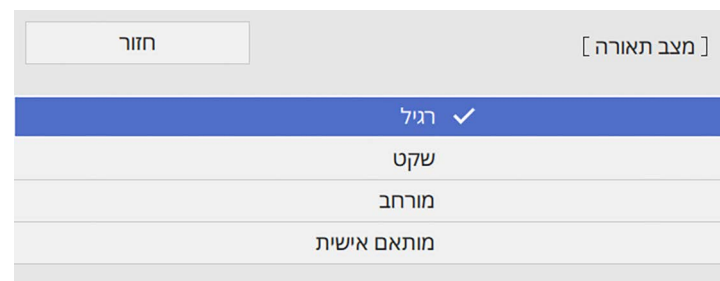 [ מצב תאורה ]
חזור
רגיל
שקט
מורחב
מותאם אישית